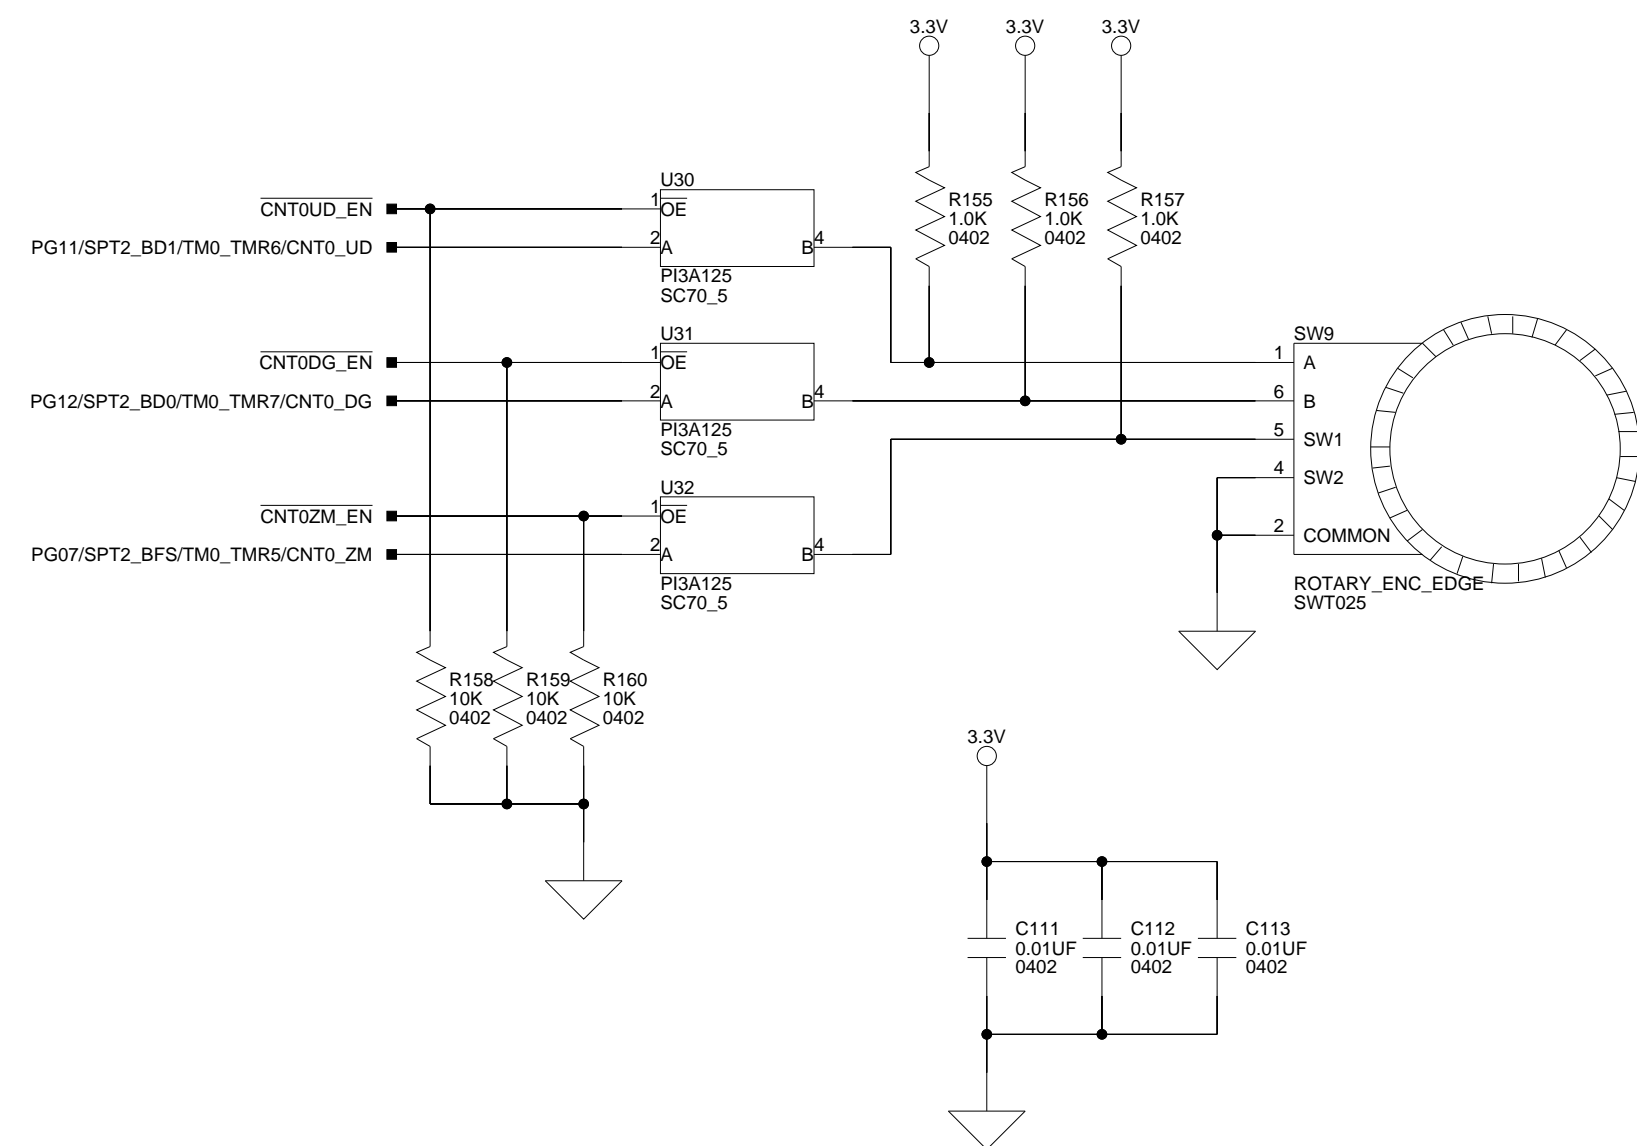 3.3V 3.3V 3.3V
U30
CNT0UD_EN 1 OE
PG11/SPT2_BD1/TM0_TMR6/CNT0_UD 2 A B 4
PI3A125
SC70_5
R155 R156 R157
1.0K 1.0K 1.0K
0402 0402 0402
U31
CNT0DG_EN 1 OE
PG12/SPT2_BD0/TM0_TMR7/CNT0_DG 2 A B 4
PI3A125
SC70_5
SW9
1 A
6 B
5 SW1
4 SW2
2 COMMON
ROTARY_ENC_EDGE
SWT025
U32
CNT0ZM_EN 1 OE
PG07/SPT2_BFS/TM0_TMR5/CNT0_ZM 2 A B 4
PI3A125
SC70_5
R158 R159 R160
10K 10K 10K
0402 0402 0402
3.3V
C111 C112 C113
0.01UF 0.01UF 0.01UF
0402 0402 0402